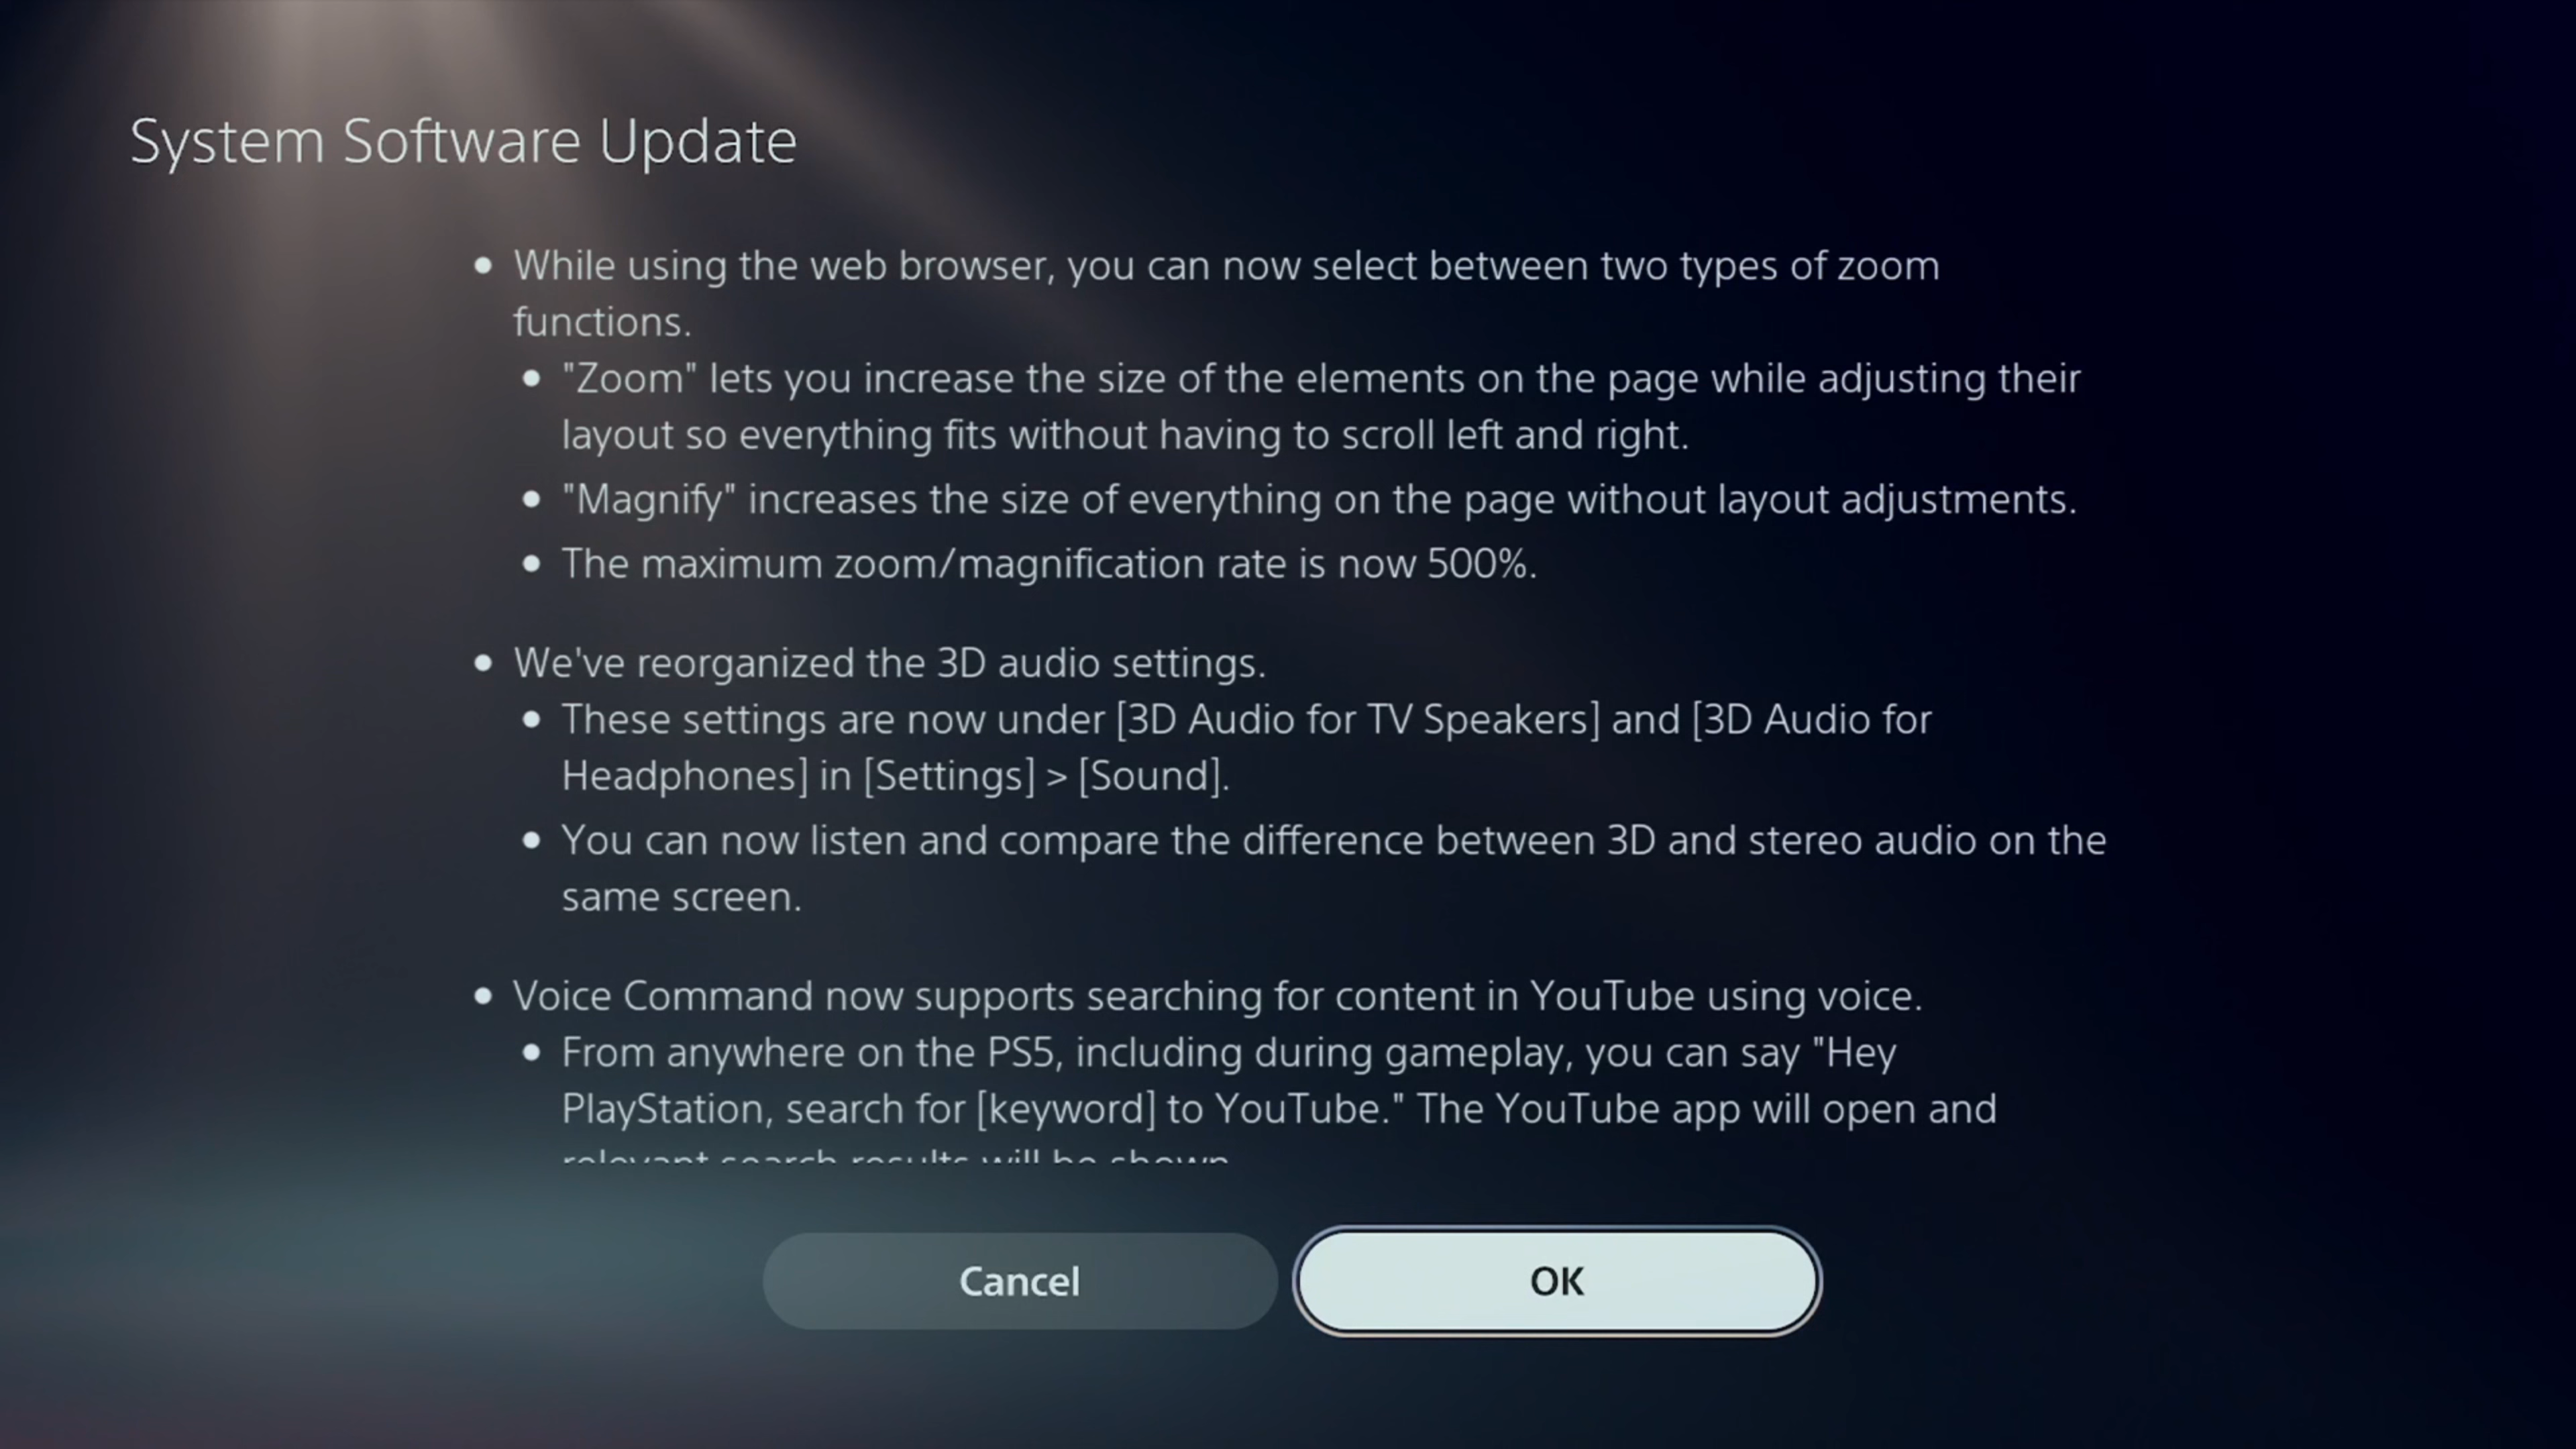 System Software Update
• While using the web browser, you can now select between two types of zoom
functions.
• "Zoom" lets you increase the size of the elements on the page while adjusting their
layout so everything fits without having to scroll left and right.
• "Magnify" increases the size of everything on the page without layout adjustments.
• The maximum zoom/magnification rate is now 500%.
• We've reorganized the 3D audio settings.
• These settings are now under [3D Audio for TV Speakers] and [3D Audio for
Headphones] in [Settings] > [Sound].
• You can now listen and compare the difference between 3D and stereo audio on the
same screen.
• Voice Command now supports searching for content in YouTube using voice.
• From anywhere on the PS5, including during gameplay, you can say "Hey
PlayStation, search for [keyword] to YouTube." The YouTube app will open and
relevant search results will be shown
Cancel
OK